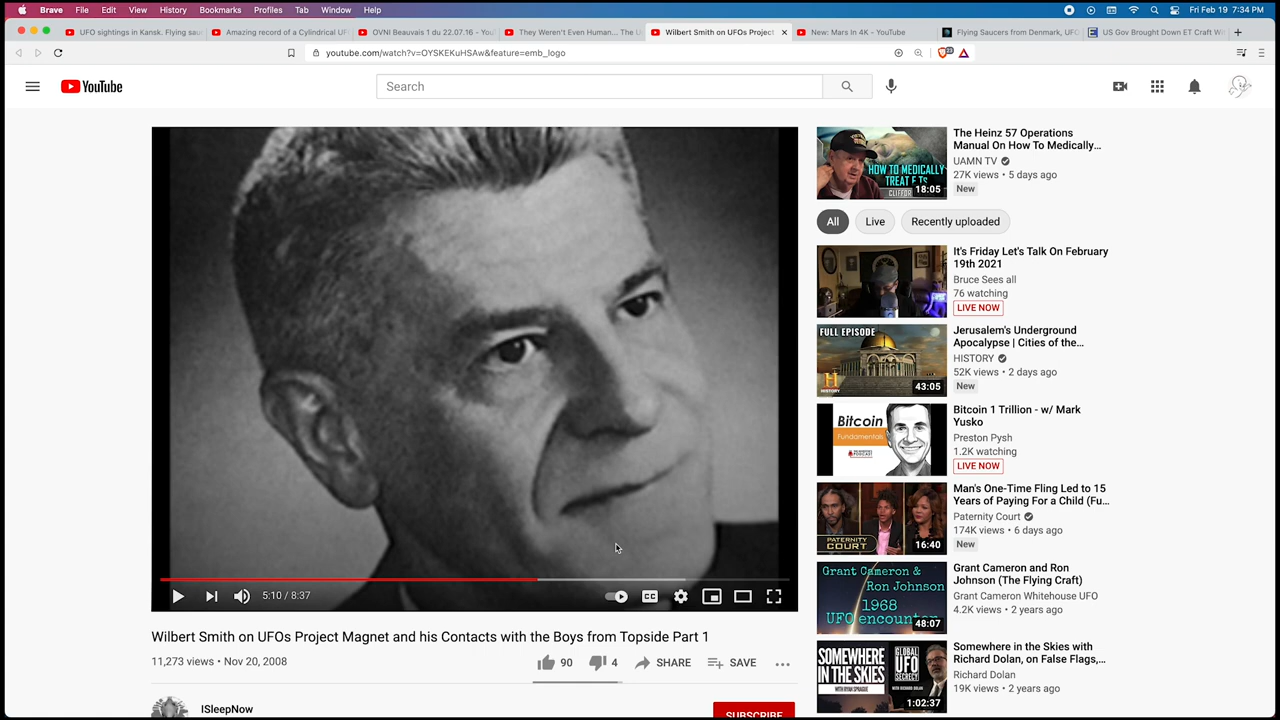 Brave File Edit View History Bookmarks Profiles Tab Window Help
Fri Feb 19 7:34 PM
UFO sightings in Kansk. Flying sau
Amazing record of a Cylindrical UF
OVNI Beauvais 1 du 22.07.16 - You
They Weren't Even Human... The U
Wilbert Smith on UFOs Project
New: Mars In 4K - YouTube
Flying Saucers from Denmark, UFO
US Gov Brought Down ET Craft W
youtube.com/watch?v=OYSKEKuHSAw&feature=emb_logo
YouTube
Search
5:10 / 8:37
CC
Wilbert Smith on UFOs Project Magnet and his Contacts with the Boys from Topside Part 1
11,273 views • Nov 20, 2008
90 4 SHARE SAVE
ISleepNow
SUBSCRIBE
HOW TO MEDICALLY
TREAT ETS
18:05
The Heinz 57 Operations
Manual On How To Medically…
UAMN TV
27K views • 5 days ago
New
All Live Recently uploaded
It's Friday Let's Talk On February
19th 2021
Bruce Sees all
76 watching
LIVE NOW
FULL EPISODE
H
HISTORY
43:05
Jerusalem's Underground
Apocalypse | Cities of the…
HISTORY
52K views • 2 days ago
New
Bitcoin
Fundamentals
Bitcoin 1 Trillion - w/ Mark
Yusko
Preston Pysh
1.2K watching
LIVE NOW
PATERNITY
COURT
16:40
Man's One-Time Fling Led to 15
Years of Paying For a Child (Fu…
Paternity Court
174K views • 6 days ago
New
Grant Cameron &
Ron Johnson
1968
UFO encounter
48:07
Grant Cameron and Ron
Johnson (The Flying Craft)
Grant Cameron Whitehouse UFO
4.2K views • 2 years ago
SOMEWHERE
IN THE
SKIES
WITH RYAN SPRAGUE
GLOBAL
UFO
SECRECY
WITH RICHARD DOLAN
1:02:37
Somewhere in the Skies with
Richard Dolan, on False Flags,…
Richard Dolan
19K views • 2 years ago